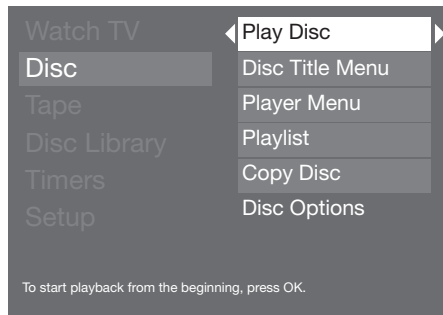 Watch TV
Disc
Tape
Disc Library
Timers
Setup
Play Disc
Disc Title Menu
Player Menu
Playlist
Copy Disc
Disc Options
To start playback from the beginning, press OK.